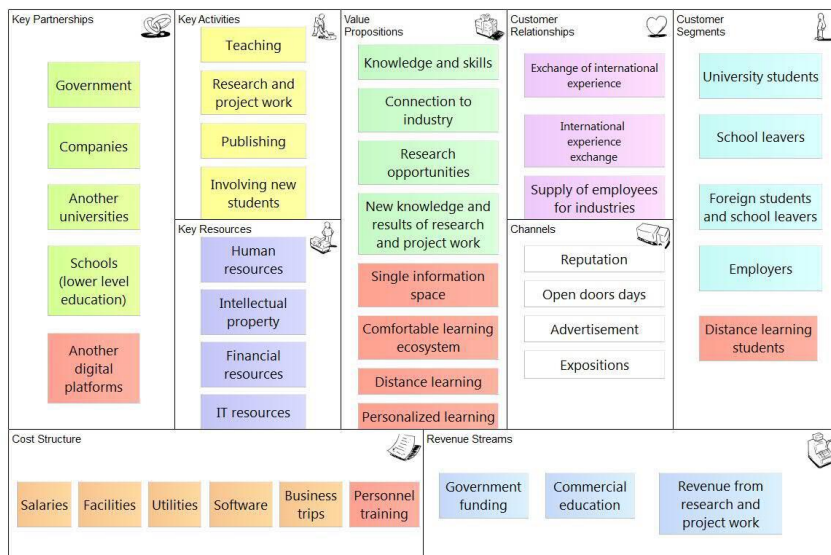 Key Partnerships
Government
Companies
Another
universities
Schools
(lower level
education)
Another
digital
platforms
Key Activities
Teaching
Research and
project work
Publishing
Involving new
students
Key Resources
Human
resources
Intellectual
property
Financial
resources
IT resources
Value
Propositions
Knowledge and skills
Connection to
industry
Research
opportunities
New knowledge and
results of research
and project work
Single information
space
Comfortable learning
ecosystem
Distance learning
Personalized learning
Customer
Relationships
Exchange of international
experience
International
experience
exchange
Supply of employees
for industries
Channels
Reputation
Open doors days
Advertisement
Expositions
Customer
Segments
University students
School leavers
Foreign students
and school leavers
Employers
Distance learning
students
Cost Structure
Salaries
Facilities
Utilities
Software
Business
trips
Personnel
training
Revenue Streams
Government
funding
Commercial
education
Revenue from
research and
project work